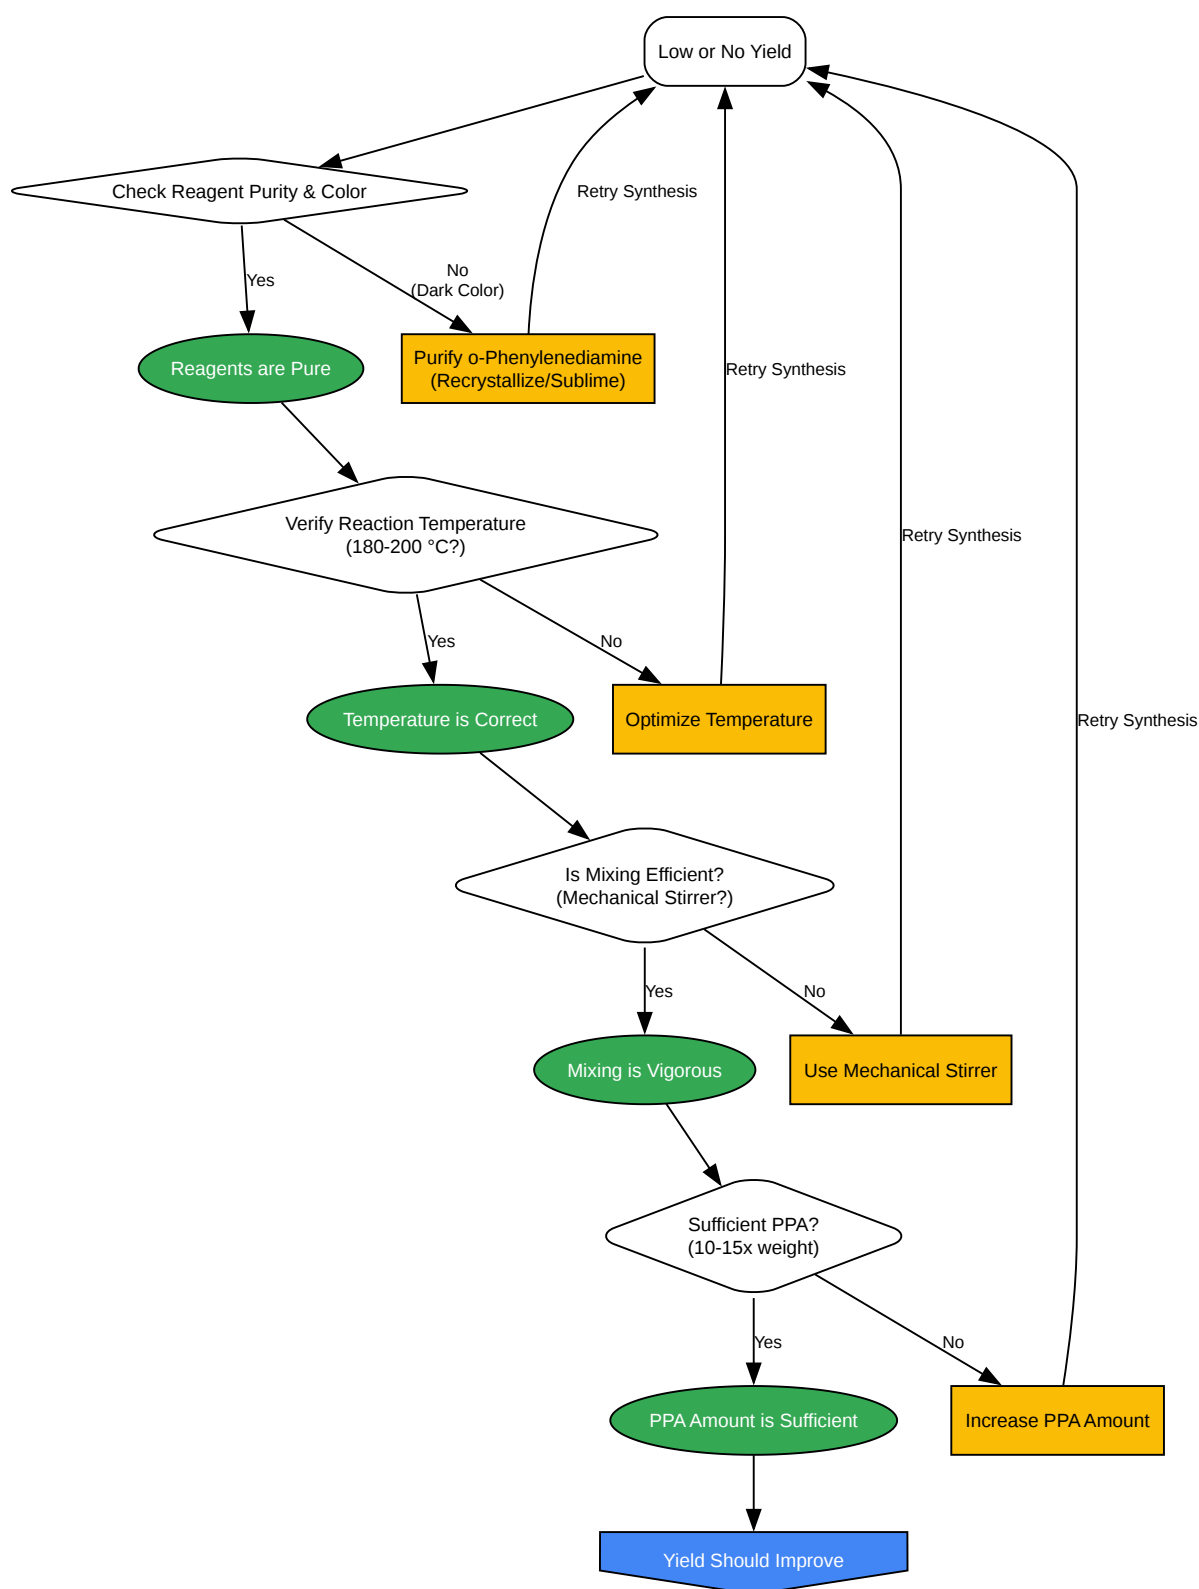 Low or No Yield
Check Reagent Purity & Color
Retry Synthesis
Yes
No
(Dark Color)
Reagents are Pure
Purify o-Phenylenediamine
(Recrystallize/Sublime)
Retry Synthesis
Verify Reaction Temperature
(180-200 °C?)
Retry Synthesis
Yes
No
Temperature is Correct
Optimize Temperature
Retry Synthesis
Is Mixing Efficient?
(Mechanical Stirrer?)
Yes
No
Mixing is Vigorous
Use Mechanical Stirrer
Sufficient PPA?
(10-15x weight)
Yes
No
PPA Amount is Sufficient
Increase PPA Amount
Yield Should Improve